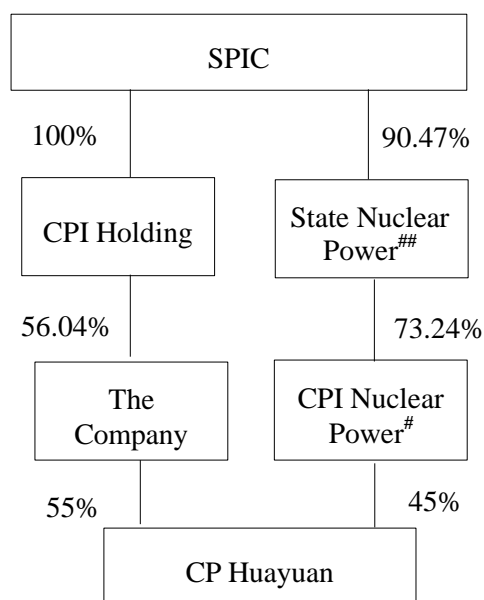 SPIC
100%
90.47%
CPI Holding
State Nuclear
Power##
56.04%
73.24%
The
Company
CPI Nuclear
Power#
55%
45%
CP Huayuan